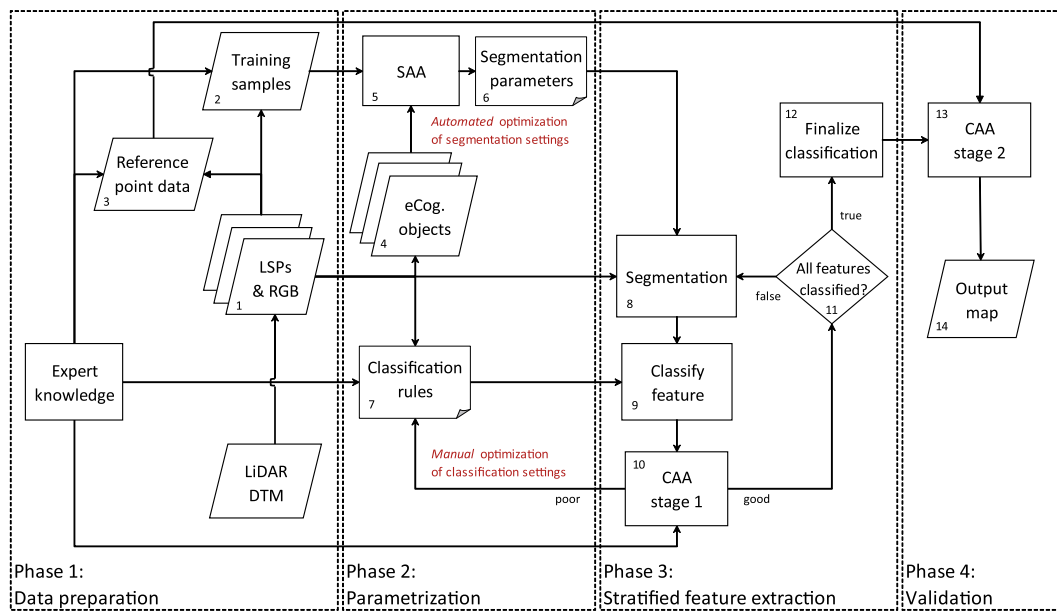 Training
samples
2
Reference
point data
3
LSPs
& RGB
1
Expert
knowledge
LiDAR
DTM
Phase 1:
Data preparation
SAA
5
Segmentation
parameters
6
Automated optimization
of segmentation settings
eCog.
objects
4
Classification
rules
7
Manual optimization
of classification settings
Phase 2:
Parametrization
12
Finalize
classification
true
Segmentation
8
false
All features
classified?
11
Classify
feature
9
10
CAA
stage 1
poor
good
Phase 3:
Stratified feature extraction
13
CAA
stage 2
Output
map
14
Phase 4:
Validation